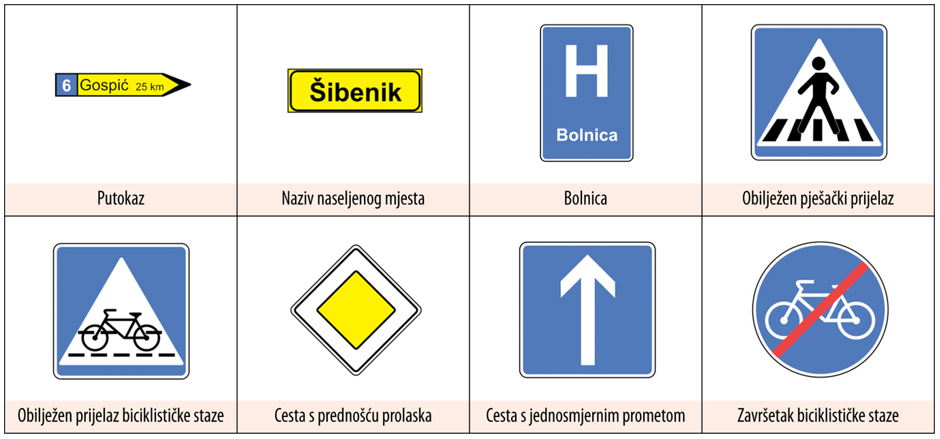 6 Gospić 25 km
Šibenik
H
Bolnica
Putokaz
Naziv naseljenog mjesta
Bolnica
Obilježen pješački prijelaz
Obilježen prijelaz biciklističke staze
Cesta s prednošću prolaska
Cesta s jednosmjernim prometom
Završetak biciklističke staze